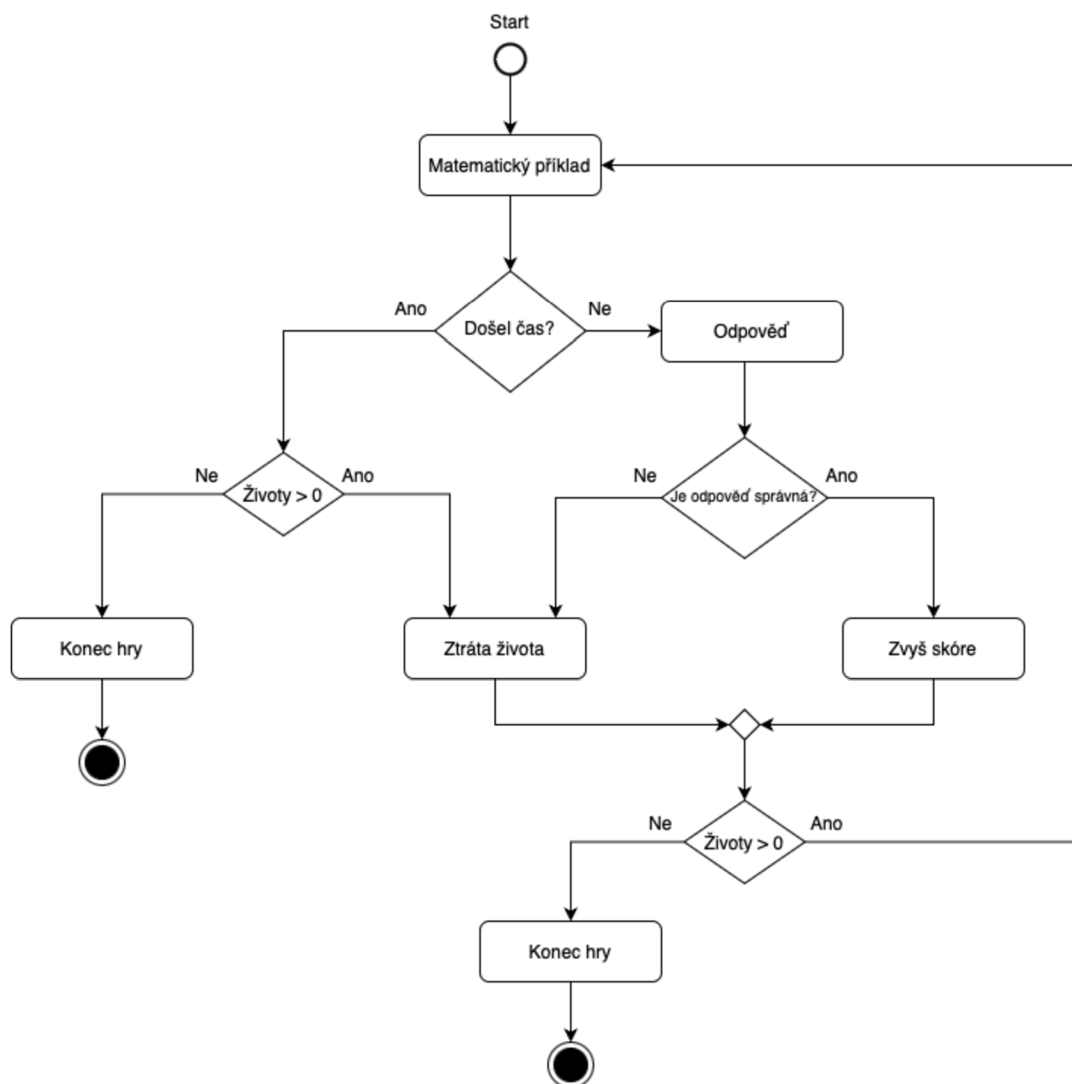 Start
Matematický příklad
Ano
Došel čas?
Ne
Odpověď
Ne
Životy > 0
Ano
Ne
Je odpověď správná?
Ano
Konec hry
Ztráta života
Zvyš skóre
Ne
Životy > 0
Ano
Konec hry